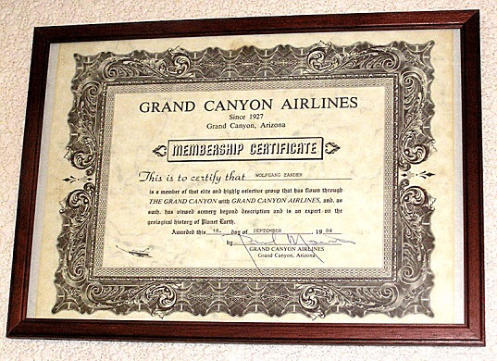 GRAND CANYON AIRLINES
Since 1927
Grand Canyon, Arizona
MEMBERSHIP CERTIFICATE
This is to certify that WOLFGANG ZANDER
is a member of that elite and highly selective group that has flown through
THE GRAND CANYON with GRAND CANYON AIRLINES, and, as
such, has viewed scenery beyond description and is an expert on the
geological history of Planet Earth.
Awarded this day of SEPTEMBER 19
by
GRAND CANYON AIRLINES
Grand Canyon, Arizona